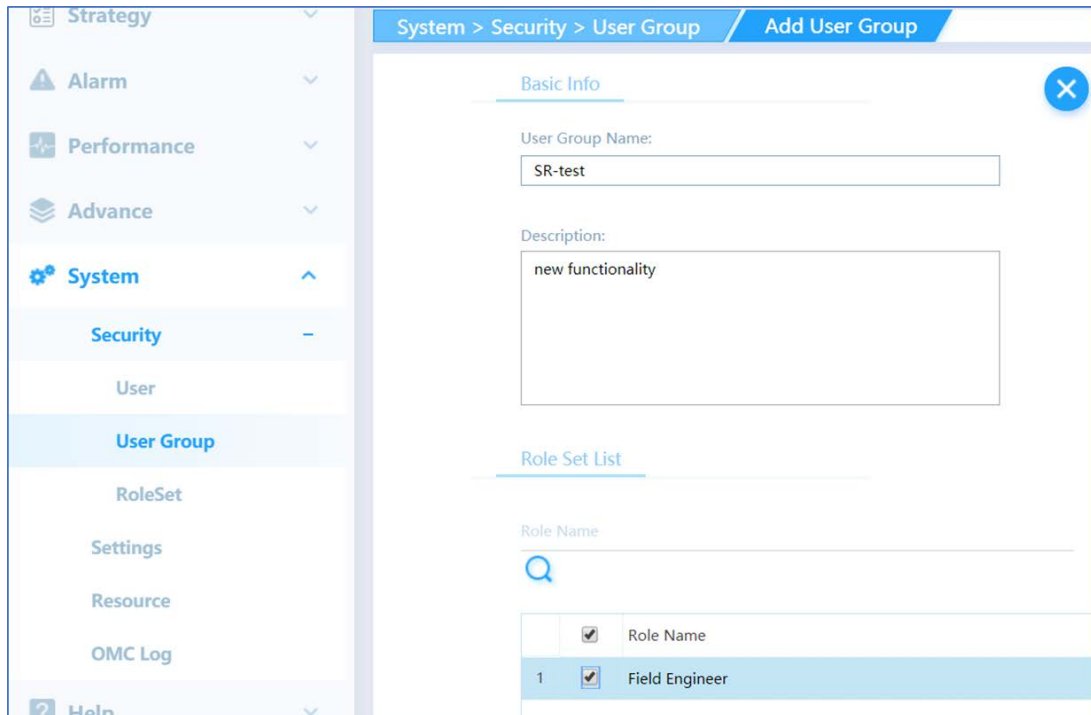 Strategy
Alarm
Performance
Advance
System
Security
User
User Group
RoleSet
Settings
Resource
OMC Log
Help
System > Security > User Group
Add User Group
Basic Info
User Group Name:
SR-test
Description:
new functionality
Role Set List
Role Name
Role Name
1 Field Engineer